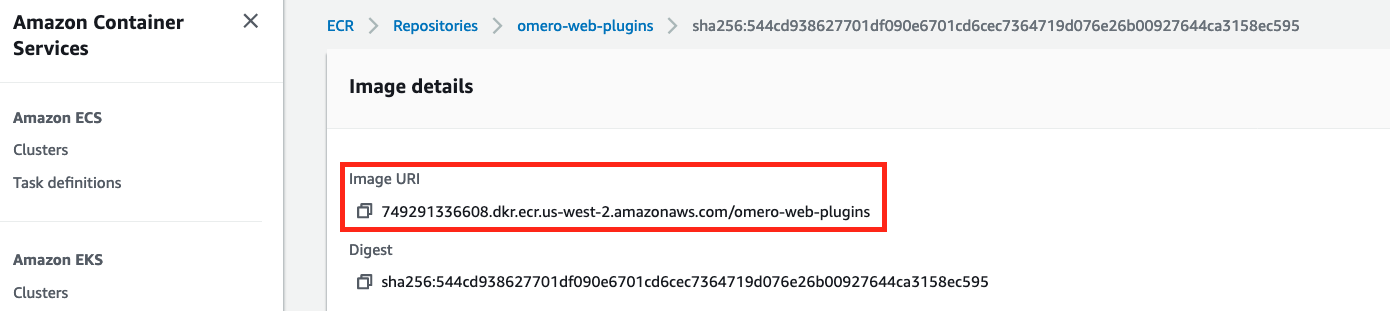 Amazon Container
Services
Amazon ECS
Clusters
Task definitions
Amazon EKS
Clusters
ECR > Repositories > omero-web-plugins > sha256:544cd938627701df090e6701cd6cec7364719d076e26b00927644ca3158ec595
Image details
Image URI
749291336608.dkr.ecr.us-west-2.amazonaws.com/omero-web-plugins
Digest
sha256:544cd938627701df090e6701cd6cec7364719d076e26b00927644ca3158ec595